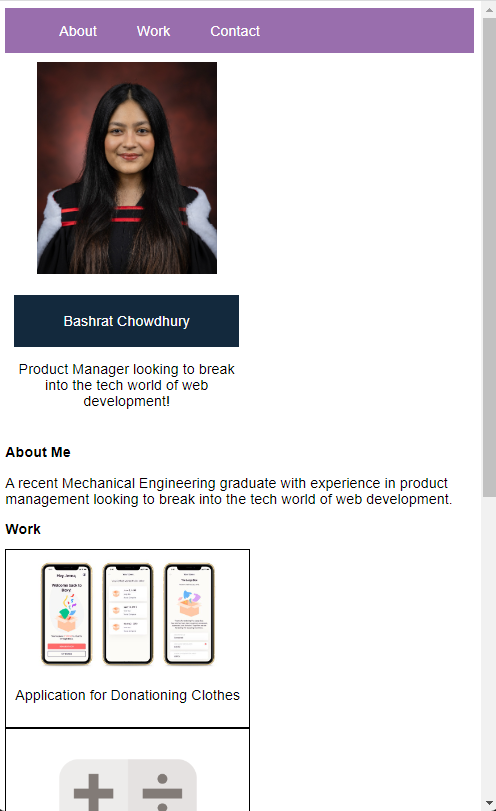 About Work Contact
Bashrat Chowdhury
Product Manager looking to break
into the tech world of web
development!
About Me
A recent Mechanical Engineering graduate with experience in product
management looking to break into the tech world of web development.
Work
Hey Jenny,
Welcome Back to
Application for Donationing Clothes